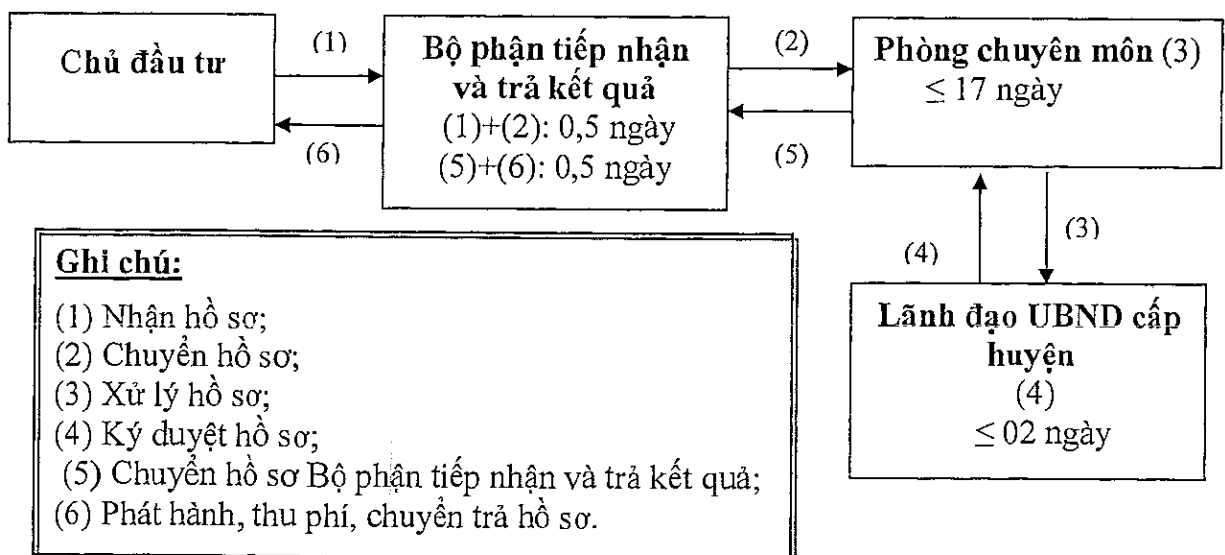 Chủ đầu tư
(1)
(6)
Bộ phận tiếp nhận
và trả kết quả
(1)+(2): 0,5 ngày
(5)+(6): 0,5 ngày
(2)
(5)
Phòng chuyên môn (3)
≤ 17 ngày
(4)
(3)
Lãnh đạo UBND cấp
huyện
(4)
≤ 02 ngày
Ghi chú:
(1) Nhận hồ sơ;
(2) Chuyển hồ sơ;
(3) Xử lý hồ sơ;
(4) Ký duyệt hồ sơ;
(5) Chuyển hồ sơ Bộ phận tiếp nhận và trả kết quả;
(6) Phát hành, thu phí, chuyển trả hồ sơ.